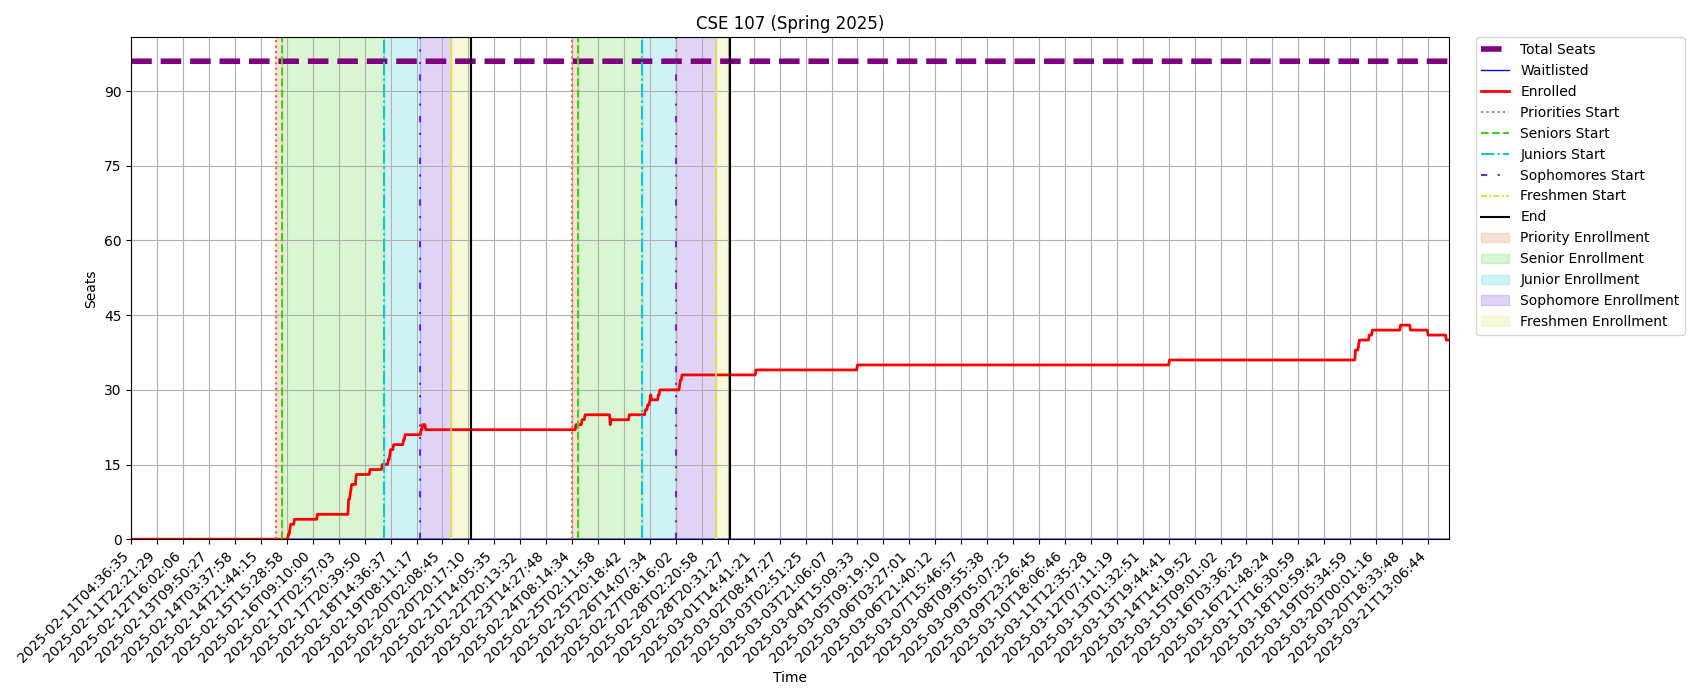 CSE 107 (Spring 2025)
Seats
90
75
60
45
30
15
0
2025-02-11T04:36:35
2025-02-11T22:21:29
2025-02-12T16:02:06
2025-02-13T09:50:27
2025-02-14T03:37:58
2025-02-14T21:44:15
2025-02-15T15:28:58
2025-02-16T09:10:00
2025-02-17T02:57:03
2025-02-17T20:39:50
2025-02-18T14:36:37
2025-02-19T08:11:17
2025-02-20T02:08:45
2025-02-20T20:17:10
2025-02-21T14:05:35
2025-02-22T20:13:32
2025-02-23T14:27:48
2025-02-24T08:14:34
2025-02-25T02:11:58
2025-02-25T20:18:42
2025-02-26T14:07:34
2025-02-27T08:16:02
2025-02-28T02:20:58
2025-02-28T20:31:27
2025-03-01T14:41:21
2025-03-02T08:47:27
2025-03-03T02:51:25
2025-03-03T21:06:07
2025-03-04T15:09:33
2025-03-05T09:19:10
2025-03-06T03:27:01
2025-03-06T21:40:12
2025-03-07T15:46:57
2025-03-08T09:55:38
2025-03-09T05:07:25
2025-03-09T23:26:45
2025-03-10T18:06:46
2025-03-11T12:35:28
2025-03-12T07:11:19
2025-03-13T01:32:51
2025-03-13T19:44:41
2025-03-14T14:19:52
2025-03-15T09:01:02
2025-03-16T03:36:25
2025-03-16T21:48:24
2025-03-17T16:30:59
2025-03-18T10:59:42
2025-03-19T05:34:59
2025-03-20T00:01:16
2025-03-20T18:33:48
2025-03-21T13:06:44
Time
Total Seats
Waitlisted
Enrolled
Priorities Start
Seniors Start
Juniors Start
Sophomores Start
Freshmen Start
End
Priority Enrollment
Senior Enrollment
Junior Enrollment
Sophomore Enrollment
Freshmen Enrollment